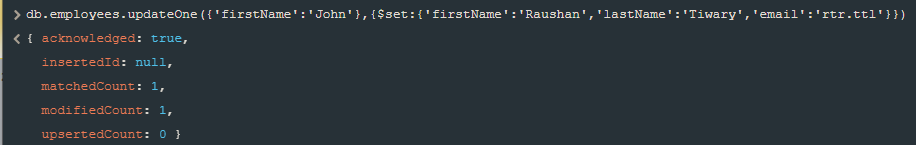 > db.employees.updateOne({'firstName':'John'},{$set:{'firstName':'Raushan','lastName':'Tiwary','email':'rtr.ttl'}})
< { acknowledged: true,
insertedId: null,
matchedCount: 1,
modifiedCount: 1,
upsertedCount: 0 }